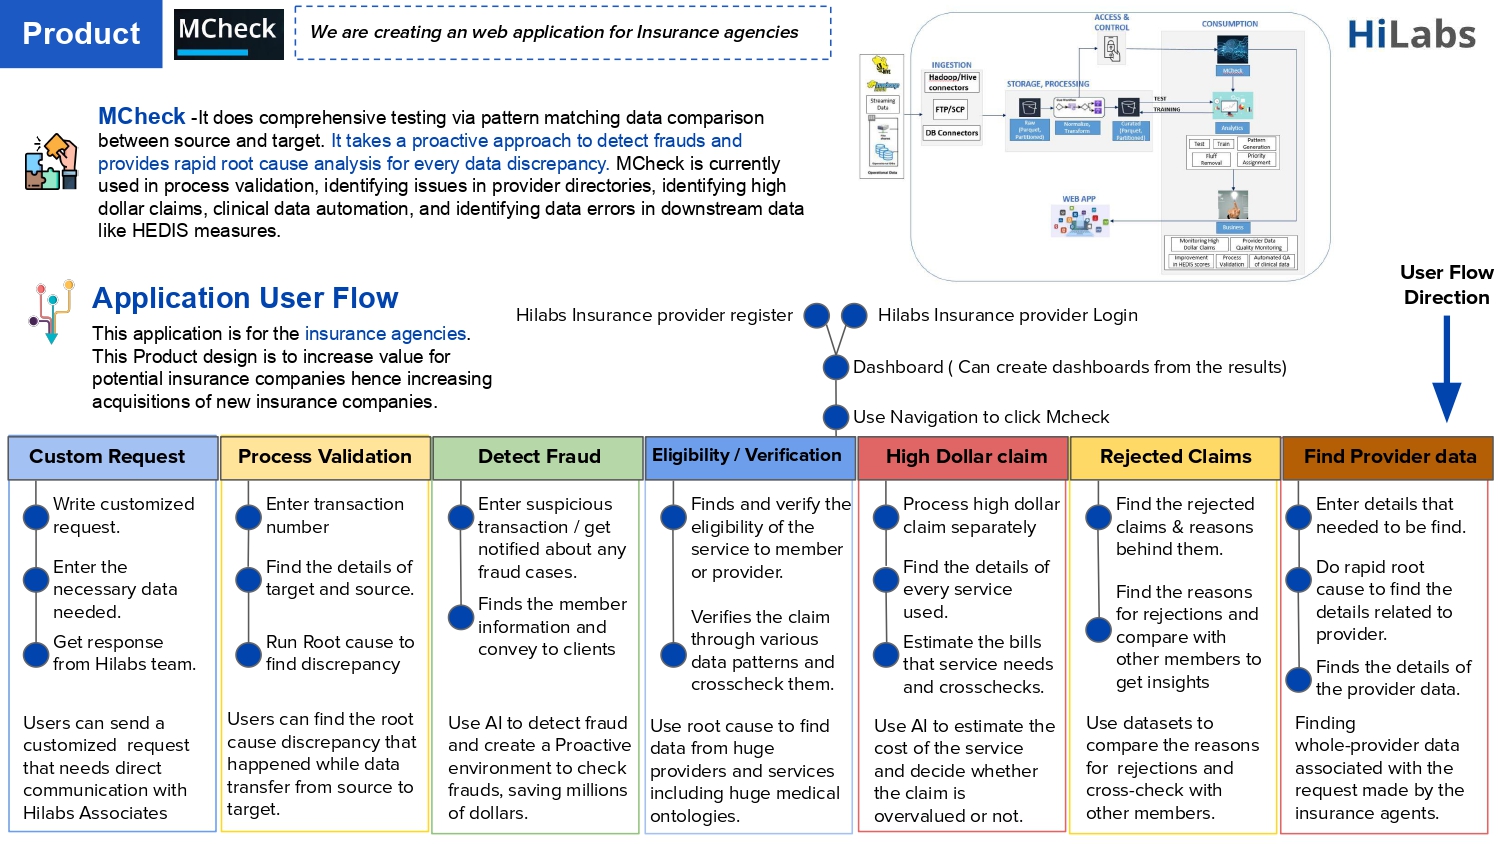 Product
MCheck
We are creating an web application for Insurance agencies
HiLabs
MCheck -It does comprehensive testing via pattern matching data comparison
between source and target. It takes a proactive approach to detect frauds and
provides rapid root cause analysis for every data discrepancy. MCheck is currently
used in process validation, identifying issues in provider directories, identifying high
dollar claims, clinical data automation, and identifying data errors in downstream data
like HEDIS measures.
ACCESS &
CONTROL
CONSUMPTION
INGESTION
Hadoop/Hive
connectors
FTP/SCP
DB Connectors
Streaming
Data
Operational Data
STORAGE, PROCESSING
Raw
(Parquet,
Partitioned)
Normalize,
Transform
Curated
(Parquet,
Partitioned)
TEST
TRAINING
MCheck
Analytics
Test
Train
Pattern
Generation
Fluff
Removal
Priority
Assignment
WEB APP
Business
Monitoring High
Dollar Claims
Provider Data
Quality Monitoring
Improvement
in HEDIS scores
Process
Validation
Automated QA
of clinical data
Application User Flow
This application is for the insurance agencies.
This Product design is to increase value for
potential insurance companies hence increasing
acquisitions of new insurance companies.
Hilabs Insurance provider register
Hilabs Insurance provider Login
Dashboard ( Can create dashboards from the results)
Use Navigation to click Mcheck
User Flow
Direction
Custom Request
Write customized
request.
Enter the
necessary data
needed.
Get response
from Hilabs team.
Users can send a
customized  request
that needs direct
communication with
Hilabs Associates
Process Validation
Enter transaction
number
Find the details of
target and source.
Run Root cause to
find discrepancy
Users can find the root
cause discrepancy that
happened while data
transfer from source to
target.
Detect Fraud
Enter suspicious
transaction / get
notified about any
fraud cases.
Finds the member
information and
convey to clients
Use AI to detect fraud
and create a Proactive
environment to check
frauds, saving millions
of dollars.
Eligibility / Verification
Finds and verify the
eligibility of the
service to member
or provider.
Verifies the claim
through various
data patterns and
crosscheck them.
Use root cause to find
data from huge
providers and services
including huge medical
ontologies.
High Dollar claim
Process high dollar
claim separately
Find the details of
every service
used.
Estimate the bills
that service needs
and crosschecks.
Use AI to estimate the
cost of the service
and decide whether
the claim is
overvalued or not.
Rejected Claims
Find the rejected
claims & reasons
behind them.
Find the reasons
for rejections and
compare with
other members to
get insights
Use datasets to
compare the reasons
for  rejections and
cross-check with
other members.
Find Provider data
Enter details that
needed to be find.
Do rapid root
cause to find the
details related to
provider.
Finds the details of
the provider data.
Finding
whole-provider data
associated with the
request made by the
insurance agents.